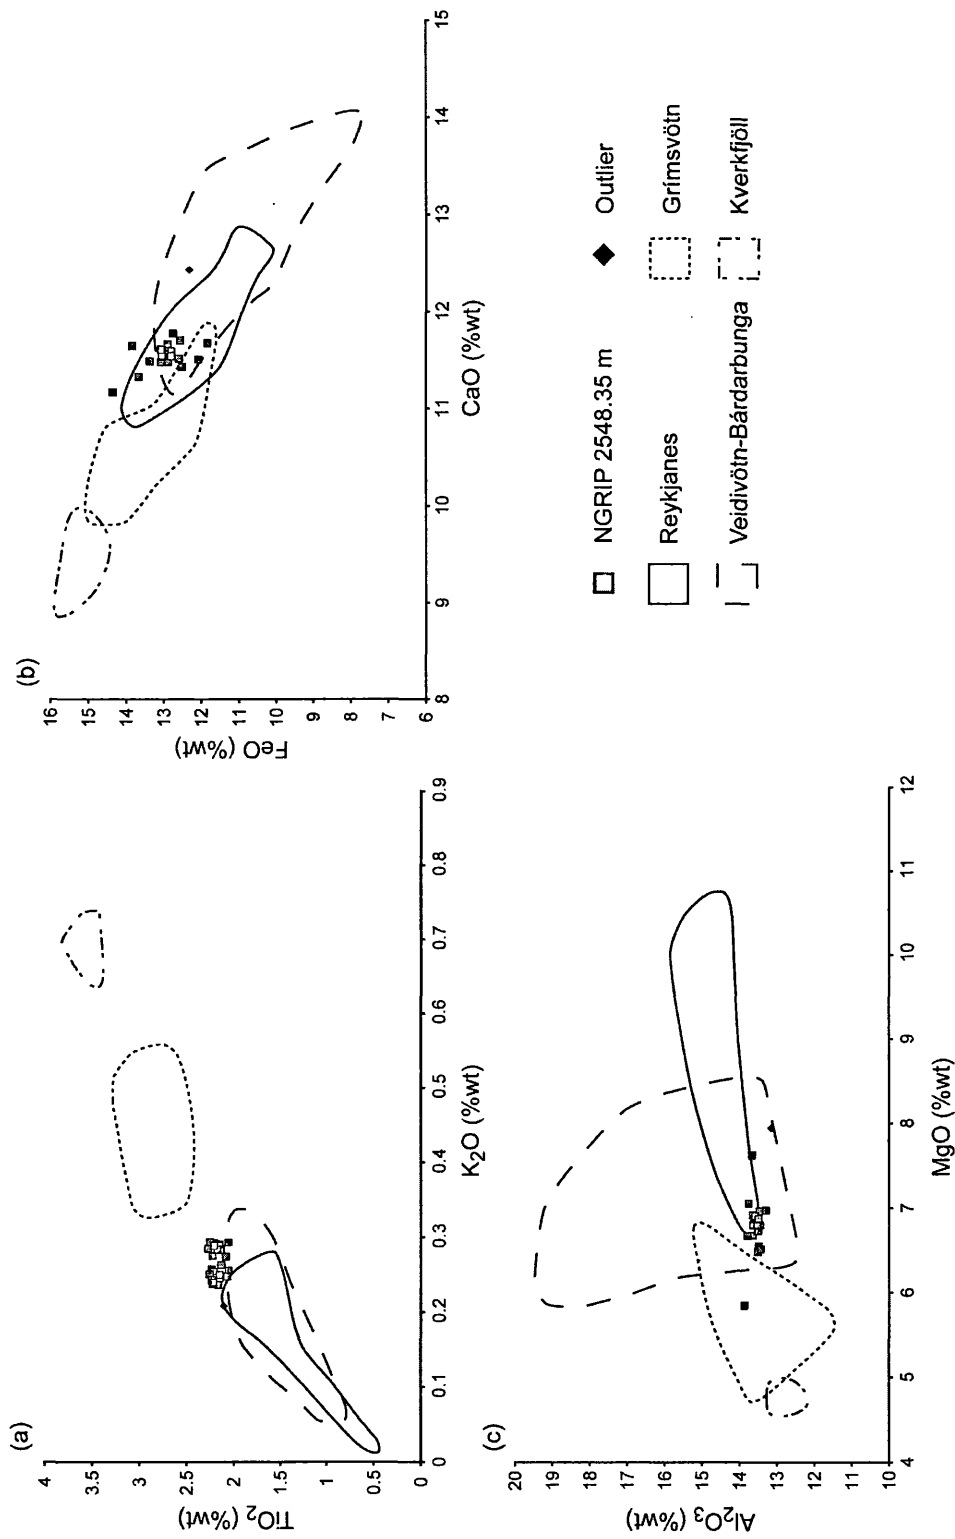 (a)
4
3.5
3
2.5
2
1.5
1
0.5
TiO2 (%wt)
0 0.1 0.2 0.3 0.4 0.5 0.6 0.7 0.8 0.9
K2O (%wt)
(b)
16
15
14
13
12
11
10
9
8
7
6
FeO (%wt)
8 9 10 11 12 13 14 15
CaO (%wt)
(c)
20
19
18
17
16
15
14
13
12
11
10
Al2O3 (%wt)
4 5 6 7 8 9 10 11 12
MgO (%wt)
NGRIP 2548.35 m
Outlier
Reykjanes
Grímsvötn
Veidivötn-Bárdarbunga
Kverkfjöll